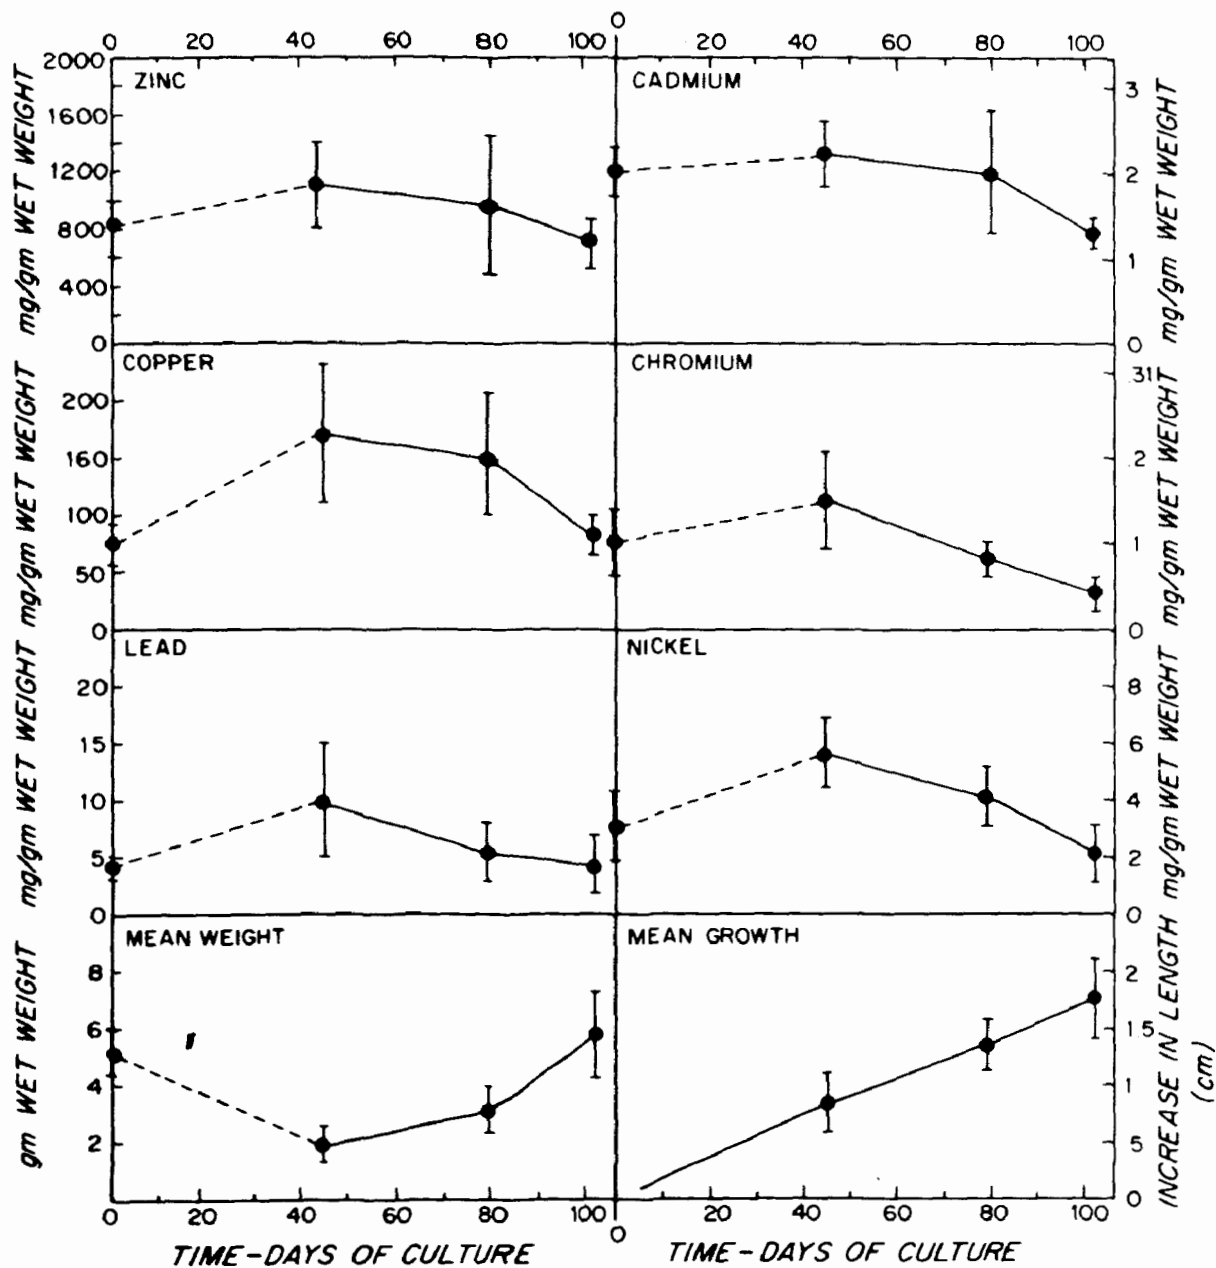 0 20 40 60 80 100 0 20 40 60 80 100
ZINC
2000
1600
1200
800
400
0
mg/gm WET WEIGHT
CADMIUM
3
2
1
0
mg/gm WET WEIGHT
COPPER
200
160
100
50
0
mg/gm WET WEIGHT
CHROMIUM
.31
.2
1
0
mg/gm WET WEIGHT
LEAD
20
15
10
5
0
mg/gm WET WEIGHT
NICKEL
8
6
4
2
0
mg/gm WET WEIGHT
MEAN WEIGHT
8
6
4
2
gm WET WEIGHT
MEAN GROWTH
2
1 5
1
5
0
INCREASE IN LENGTH
(cm)
0 20 40 60 80 100 0 20 40 60 80 100
TIME-DAYS OF CULTURE TIME-DAYS OF CULTURE